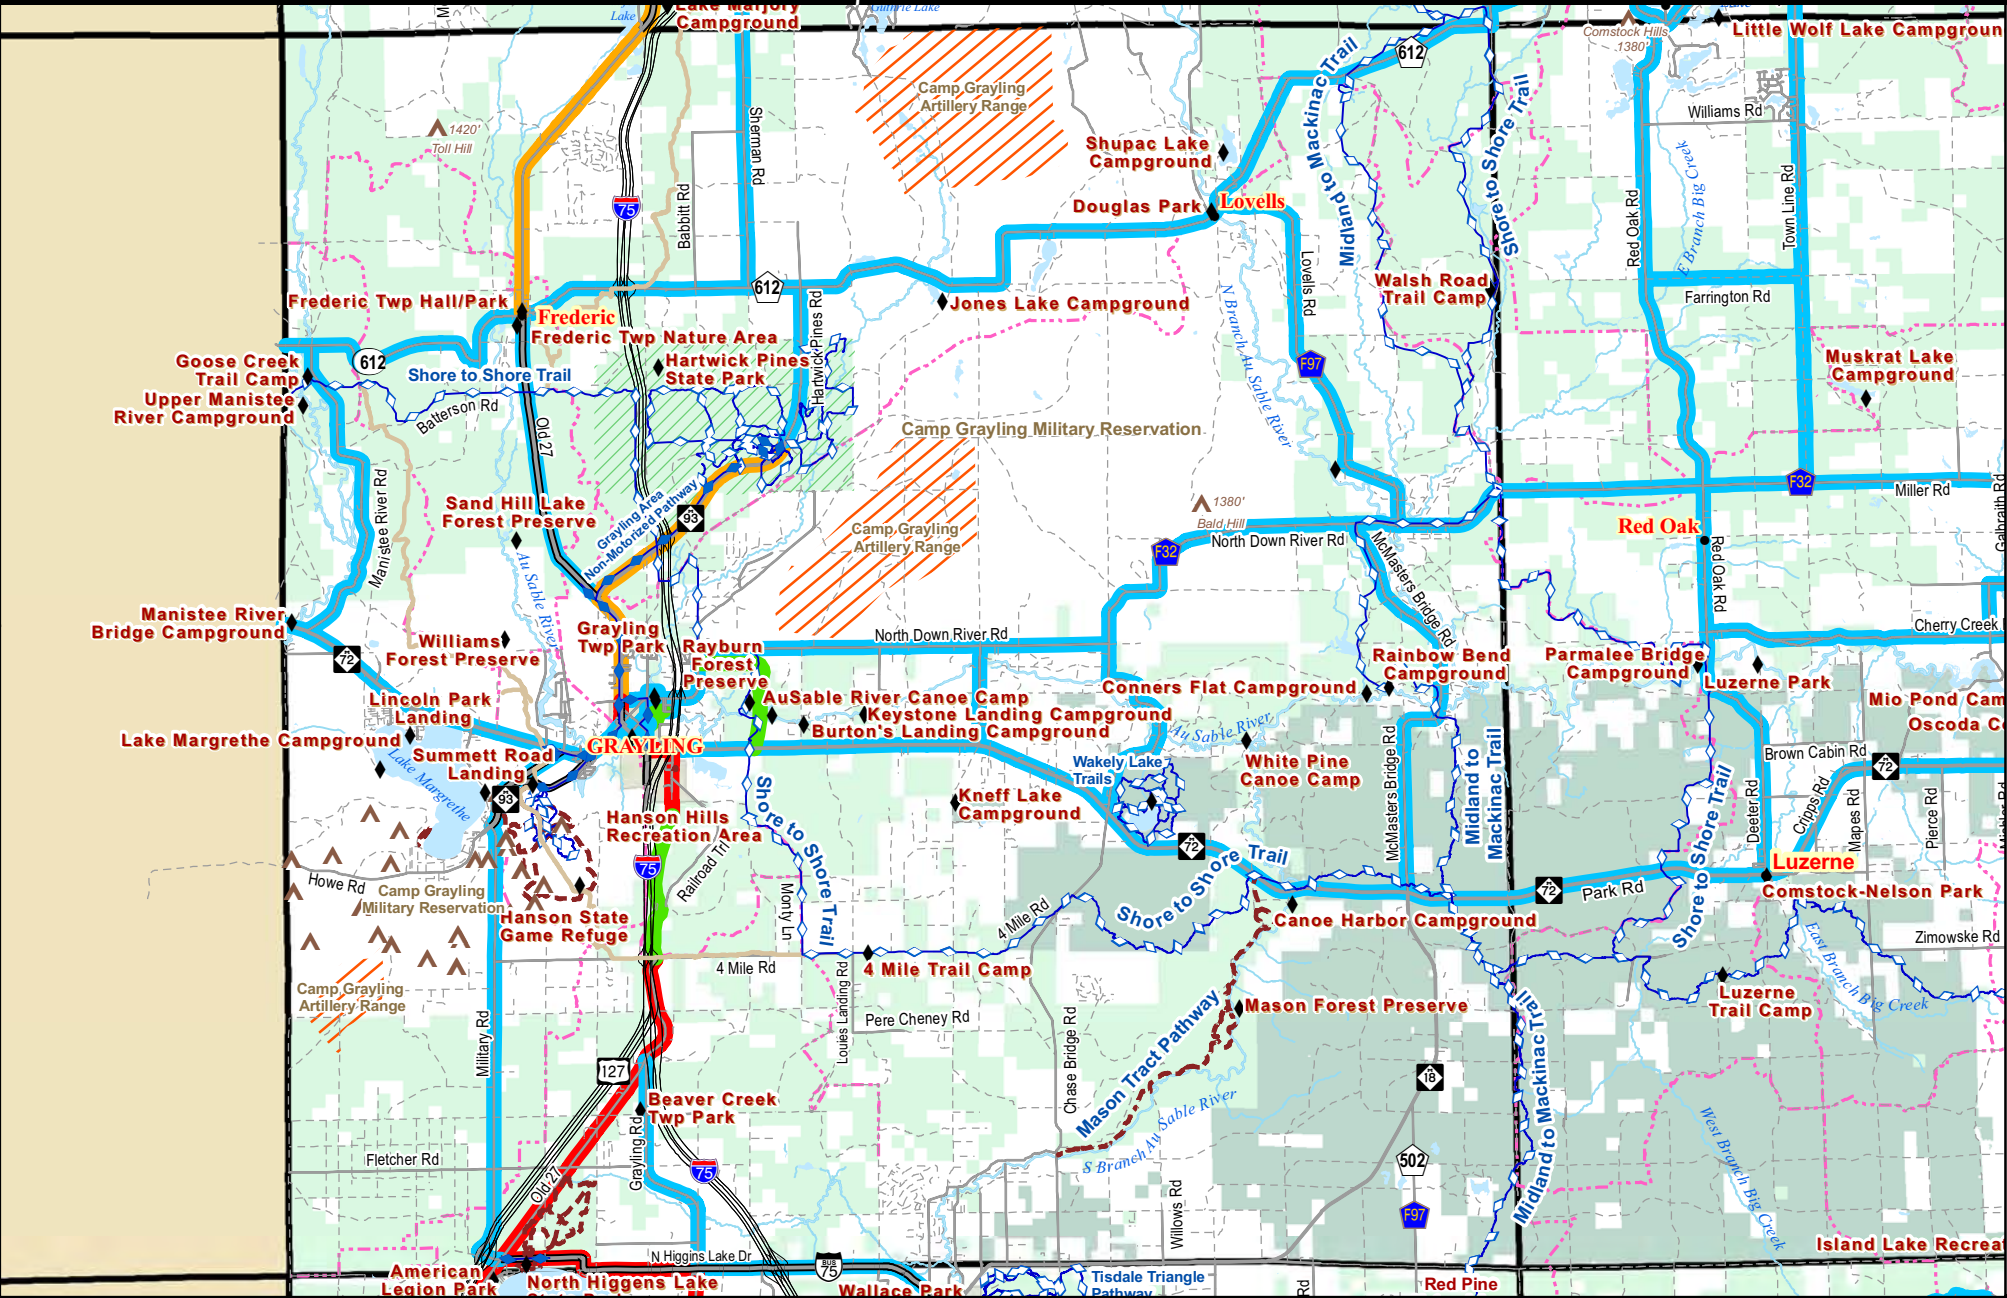 Lake Marjory
Campground
Lake
Guthrie Lake
Comstock Hills
1380'
Little Wolf Lake Campgroun
612
Camp Grayling
Artillery Range
Midland to Mackinac Trail
Shore to Shore Trail
Williams Rd
1420'
Toll Hill
Sherman Rd
Shupac Lake
Campground
E Branch Big Creek
75
Babbitt Rd
Douglas Park
Lovells
Red Oak Rd
Town Line Rd
Lovells Rd
Walsh Road
Trail Camp
Farrington Rd
612
Frederic Twp Hall/Park
Frederic
Jones Lake Campground
Hartwick Pines Rd
N Branch Au Sable River
Frederic Twp Nature Area
612
Goose Creek
Trail Camp
Shore to Shore Trail
Hartwick Pines
State Park
F97
Muskrat Lake
Campground
Upper Manistee
River Campground
Batterson Rd
Old 27
Camp Grayling Military Reservation
Manistee River Rd
Sand Hill Lake
Forest Preserve
Grayling Area
Non-Motorized Pathway
93
Camp Grayling
Artillery Range
1380'
Bald Hill
F32
Miller Rd
Galbraith Rd
Red Oak
North Down River Rd
F32
McMasters Bridge Rd
Red Oak Rd
Au Sable River
Manistee River
Bridge Campground
Cherry Creek
72
Williams
Forest Preserve
Grayling
Twp Park
Rayburn
Forest
Preserve
North Down River Rd
Rainbow Bend
Campground
Parmalee Bridge
Campground
Luzerne Park
Conners Flat Campground
Lincoln Park
Landing
AuSable River Canoe Camp
Keystone Landing Campground
Burton's Landing Campground
Mio Pond Cam
Oscoda Co
Au Sable River
Lake Margrethe Campground
GRAYLING
Summett Road
Landing
Lake Margrethe
Wakely Lake
Trails
White Pine
Canoe Camp
McMasters Bridge Rd
Midland to
Mackinac Trail
Brown Cabin Rd
72
Shore to Shore Trail
Deeter Rd
Cripps Rd
Mapes Rd
Pierce Rd
93
Kneff Lake
Campground
Hanson Hills
Recreation Area
Shore to Shore Trail
72
75
Railroad Trl
Luzerne
Howe Rd
Camp Grayling
Military Reservation
Monty Ln
Shore to Shore Trail
72
Park Rd
Comstock-Nelson Park
Hanson State
Game Refuge
4 Mile Rd
Canoe Harbor Campground
East Branch Big Creek
Zimowske Rd
4 Mile Rd
4 Mile Trail Camp
Camp Grayling
Artillery Range
Louies Landing Rd
Luzerne
Trail Camp
Mason Forest Preserve
Pere Cheney Rd
Mason Tract Pathway
Military Rd
Chase Bridge Rd
Midland to Mackinac Trail
127
18
Beaver Creek
Twp Park
S Branch Au Sable River
West Branch Big Creek
Grayling Rd
Fletcher Rd
75
502
Old 27
Willows Rd
F97
N Higgins Lake Dr
BUS
75
Island Lake Recreat
American
Legion Park
North Higgens Lake
Wallace Park
Tisdale Triangle
Pathway
Rd
Red Pine